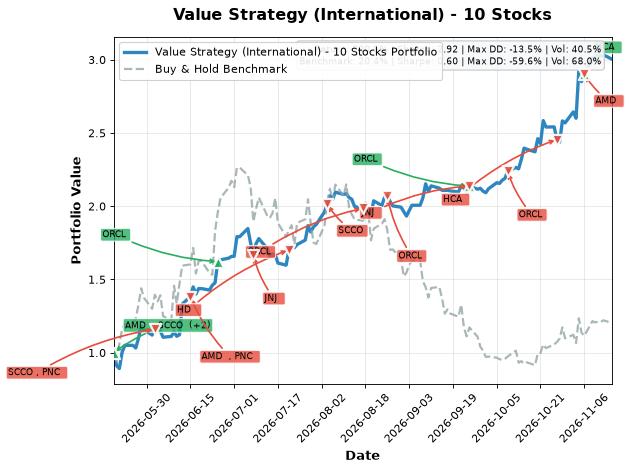 Value Strategy (International) - 10 Stocks
Value Strategy (International) - 10 Stocks Portfolio
Buy & Hold Benchmark
.92 | Max DD: -13.5% | Vol: 40.5%
Benchmark: 20.4% | Sharpe: 0.60 | Max DD: -59.6% | Vol: 68.0%
CA
AMD
ORCL
HCA
ORCL
JNJ
SCCO
ORCL
ORCL
ORCL
JNJ
HD
AMD
SCCO (+2)
AMD , PNC
SCCO , PNC
3.0
2.5
2.0
1.5
1.0
Portfolio Value
2026-05-30
2026-06-15
2026-07-01
2026-07-17
2026-08-02
2026-08-18
2026-09-03
2026-09-19
2026-10-05
2026-10-21
2026-11-06
Date